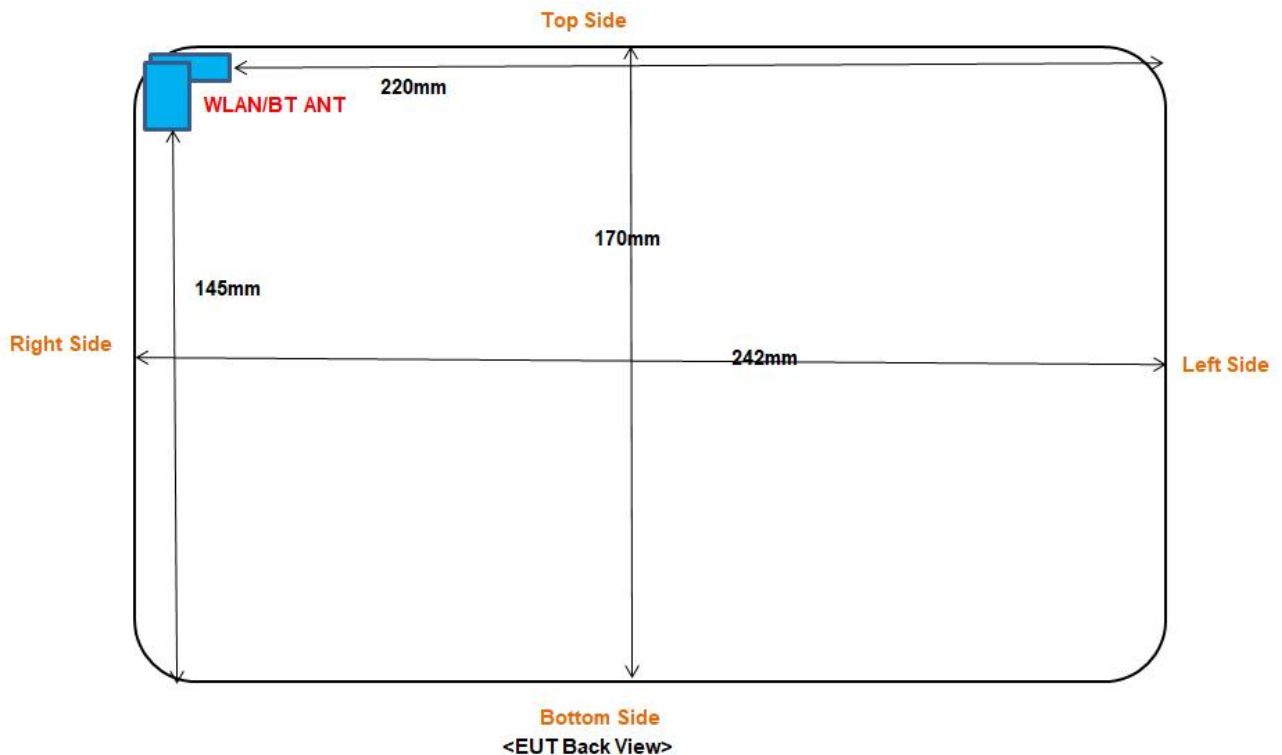 Top Side
220mm
WLAN/BT ANT
170mm
145mm
Right Side
242mm
Left Side
Bottom Side
<EUT Back View>